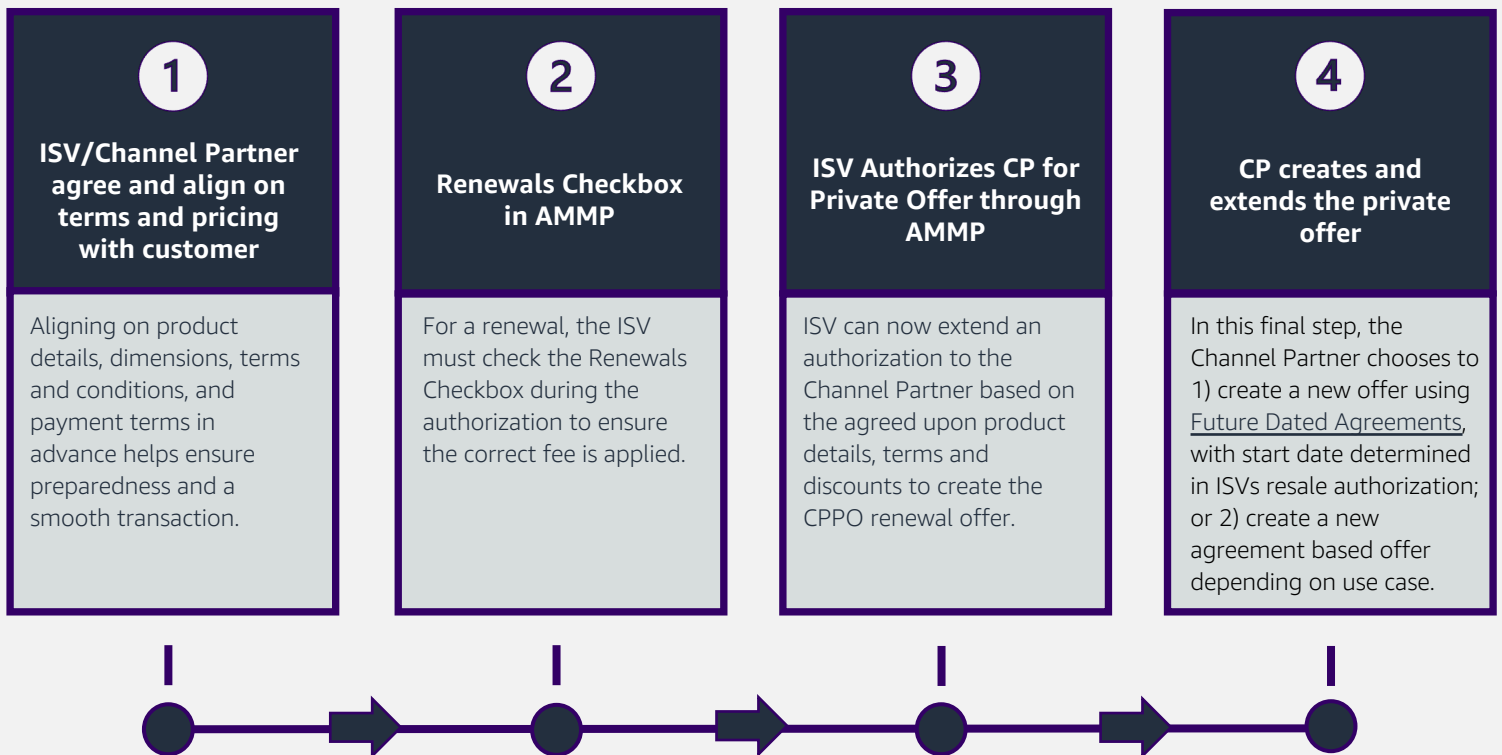 1
ISV/Channel Partner
agree and align on
terms and pricing
with customer
Aligning on product
details, dimensions, terms
and conditions, and
payment terms in
advance helps ensure
preparedness and a
smooth transaction.
2
Renewals Checkbox
in AMMP
For a renewal, the ISV
must check the Renewals
Checkbox during the
authorization to ensure
the correct fee is applied.
3
ISV Authorizes CP for
Private Offer through
AMMP
ISV can now extend an
authorization to the
Channel Partner based on
the agreed upon product
details, terms and
discounts to create the
CPPO renewal offer.
4
CP creates and
extends the private
offer
In this final step, the
Channel Partner chooses to
1) create a new offer using
Future Dated Agreements,
with start date determined
in ISVs resale authorization;
or 2) create a new
agreement based offer
depending on use case.